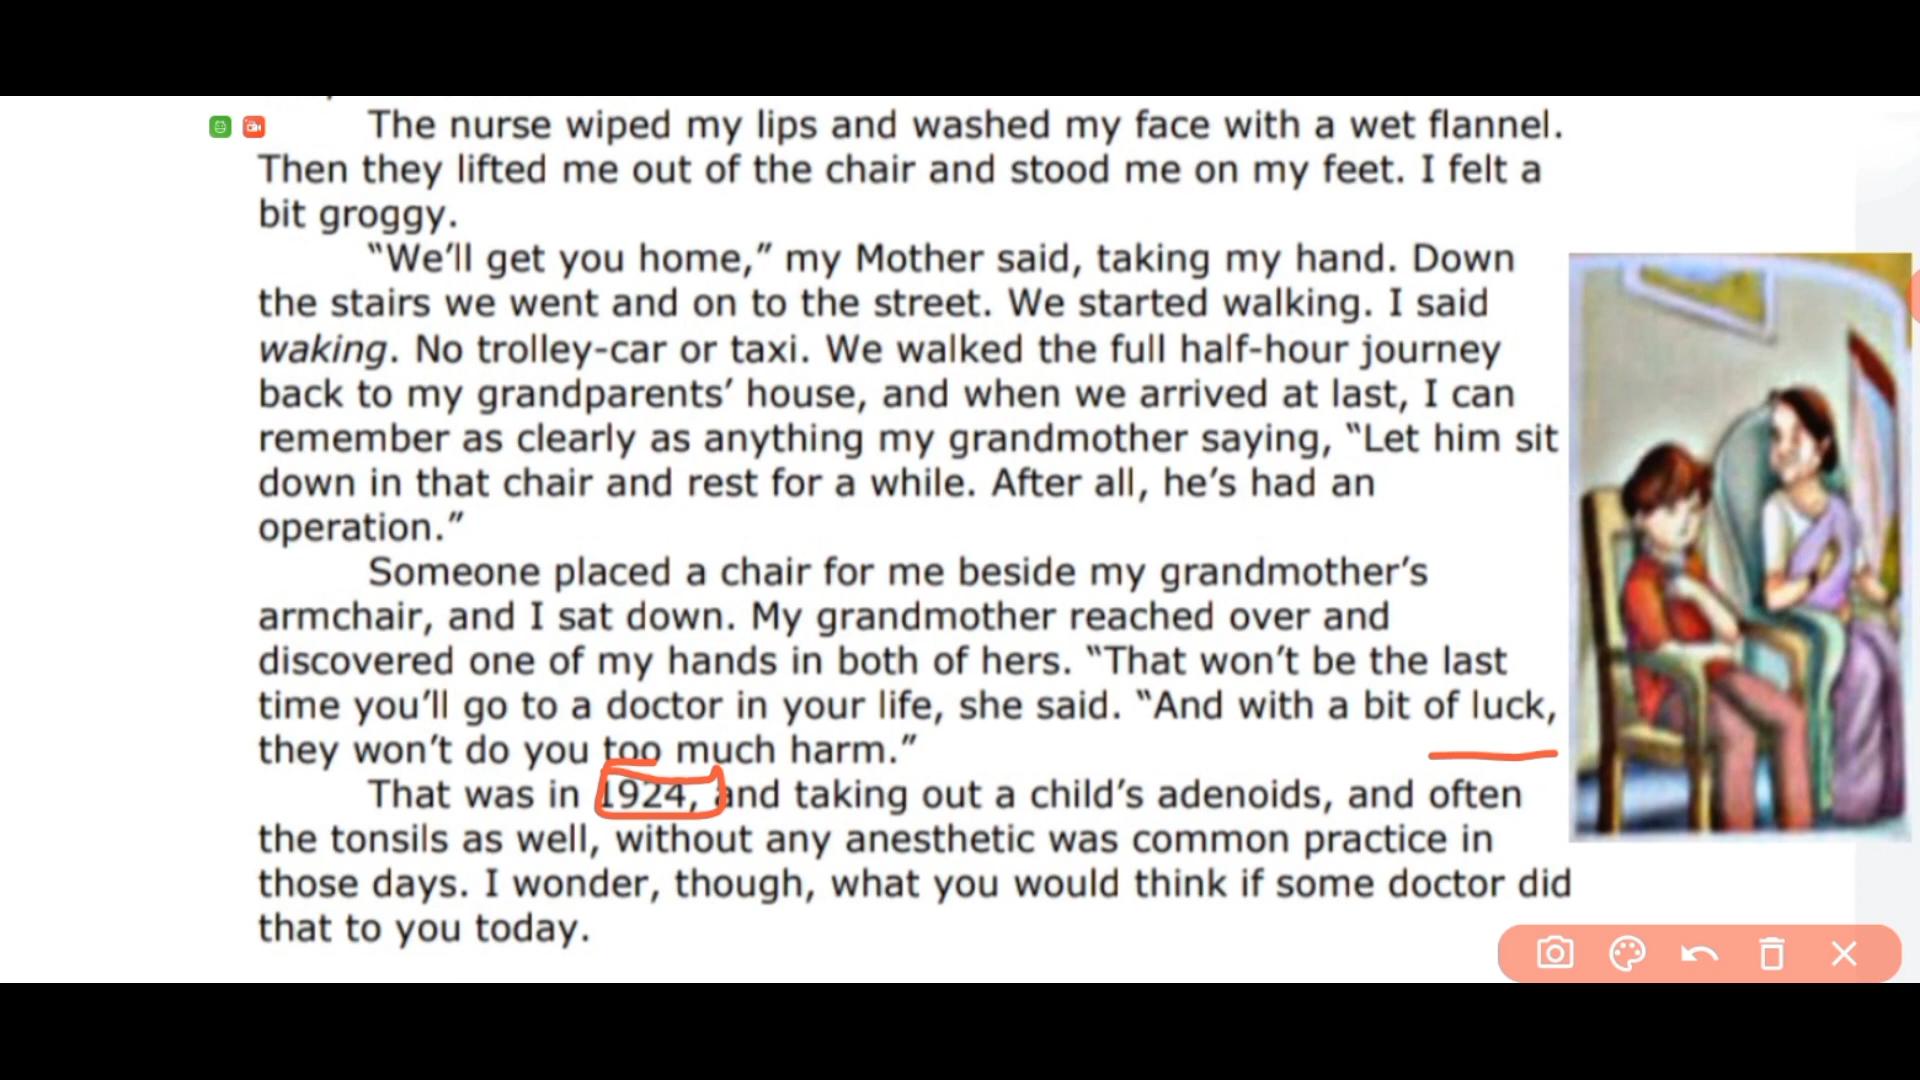 The nurse wiped my lips and washed my face with a wet flannel.
Then they lifted me out of the chair and stood me on my feet. I felt a
bit groggy.
“We’ll get you home,” my Mother said, taking my hand. Down
the stairs we went and on to the street. We started walking. I said
waking. No trolley-car or taxi. We walked the full half-hour journey
back to my grandparents’ house, and when we arrived at last, I can
remember as clearly as anything my grandmother saying, “Let him sit
down in that chair and rest for a while. After all, he’s had an
operation.”
Someone placed a chair for me beside my grandmother’s
armchair, and I sat down. My grandmother reached over and
discovered one of my hands in both of hers. “That won’t be the last
time you’ll go to a doctor in your life, she said. “And with a bit of luck,
they won’t do you too much harm.”
That was in 1924, and taking out a child’s adenoids, and often
the tonsils as well, without any anesthetic was common practice in
those days. I wonder, though, what you would think if some doctor did
that to you today.